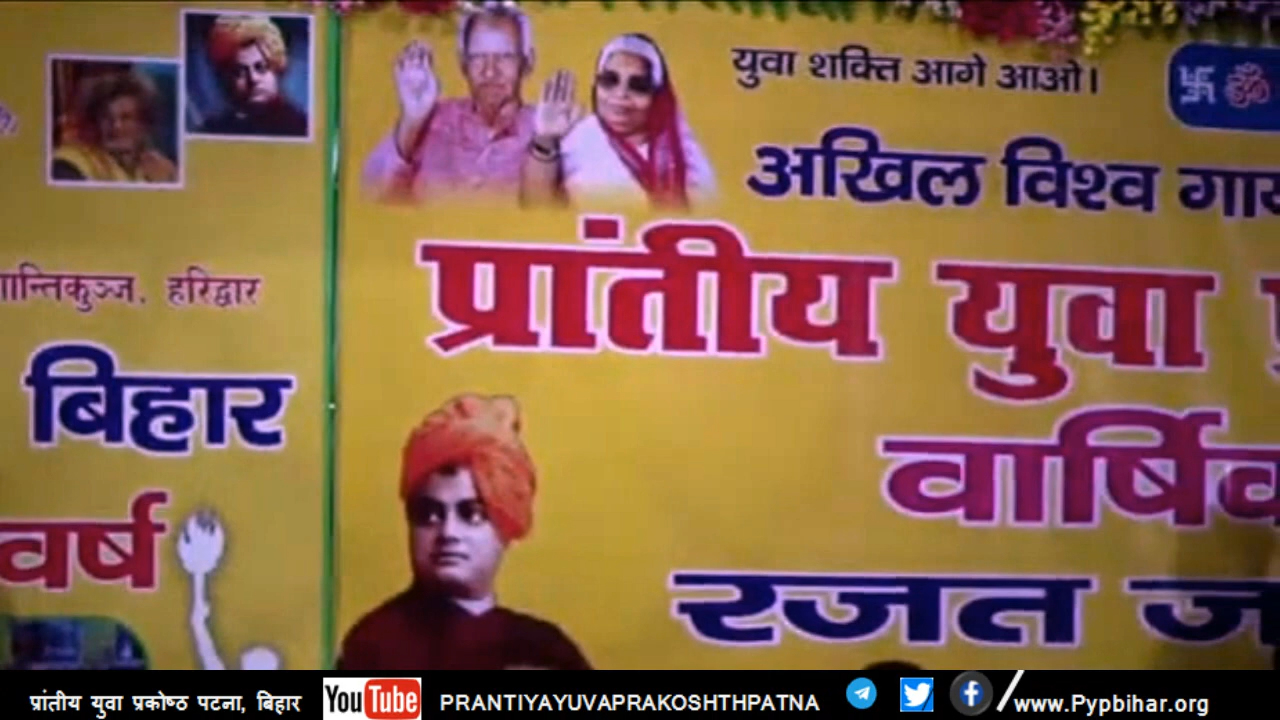 युवा शक्ति आगे आओ।
अखिल विश्व
प्रांतीय युवा
वार्षिक
रजत
हरिद्वार
बिहार
वर्ष
प्रांतीय युवा प्रकोष्ठ पटना, बिहार
YouTube
PRANTIYAYUVAPRAKOSHTHPATNA
www.Pypbihar.org